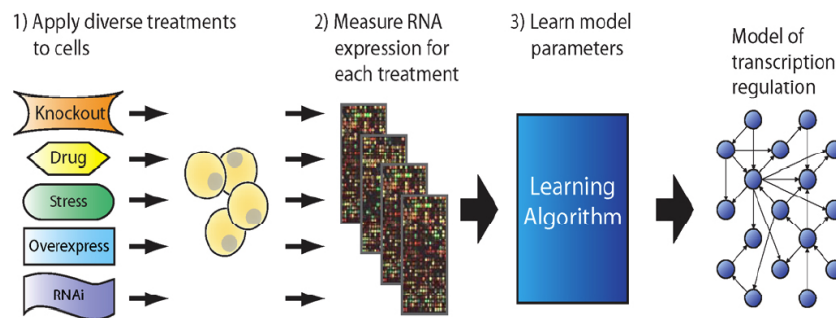 1) Apply diverse treatments
to cells
2) Measure RNA
expression for
each treatment
3) Learn model
parameters
Model of
transcription
regulation
Knockout
Drug
Stress
Overexpress
RNAi
Learning
Algorithm